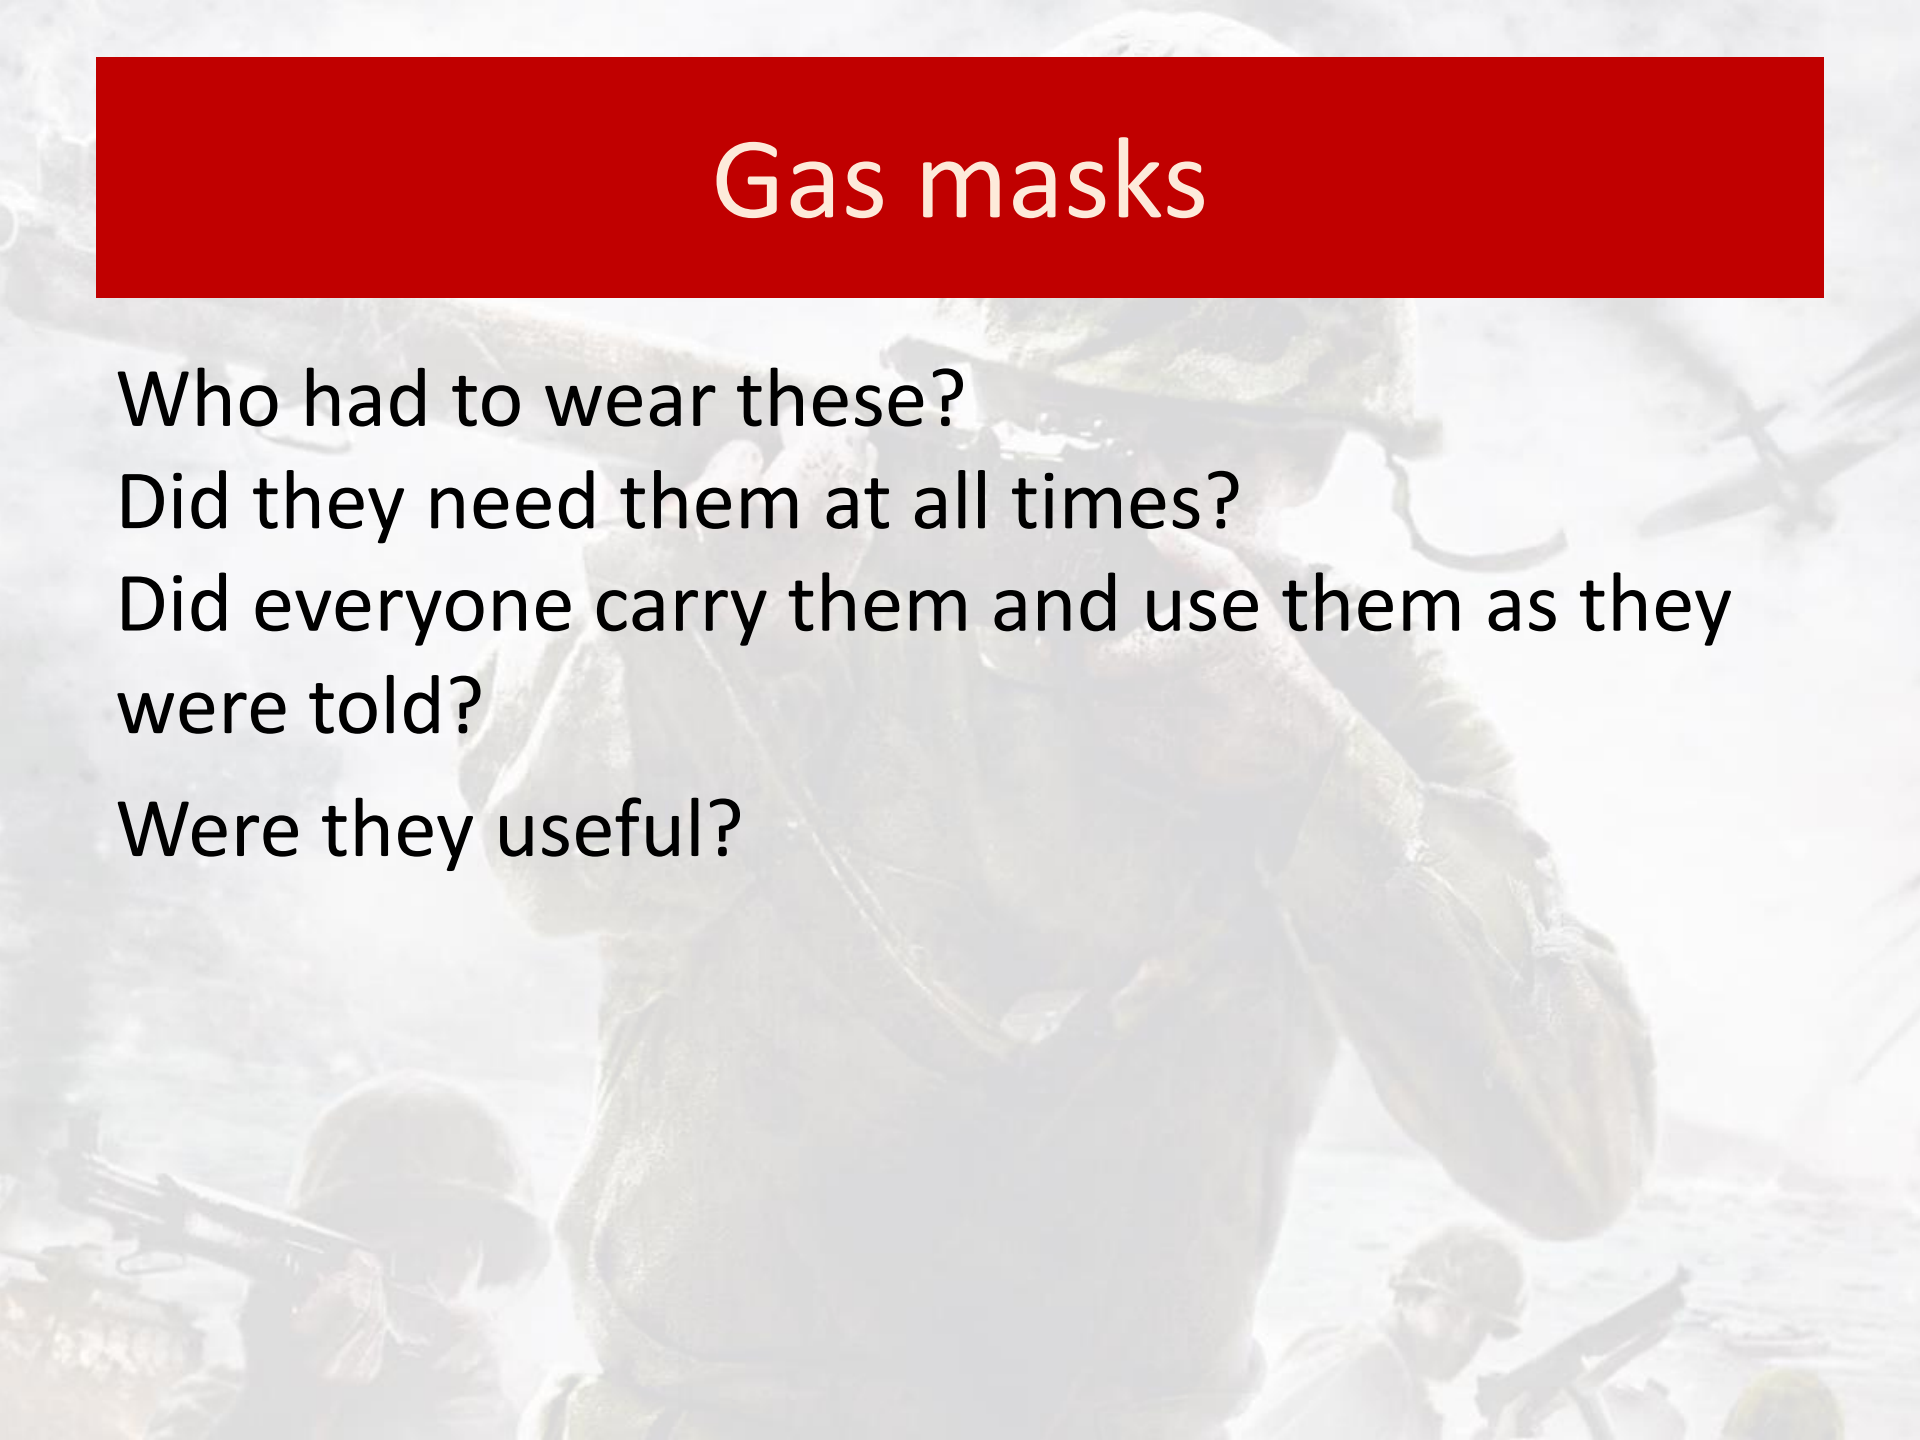 Gas masks
Who had to wear these?
Did they need them at all times?
Did everyone carry them and use them as they
were told?
Were they useful?